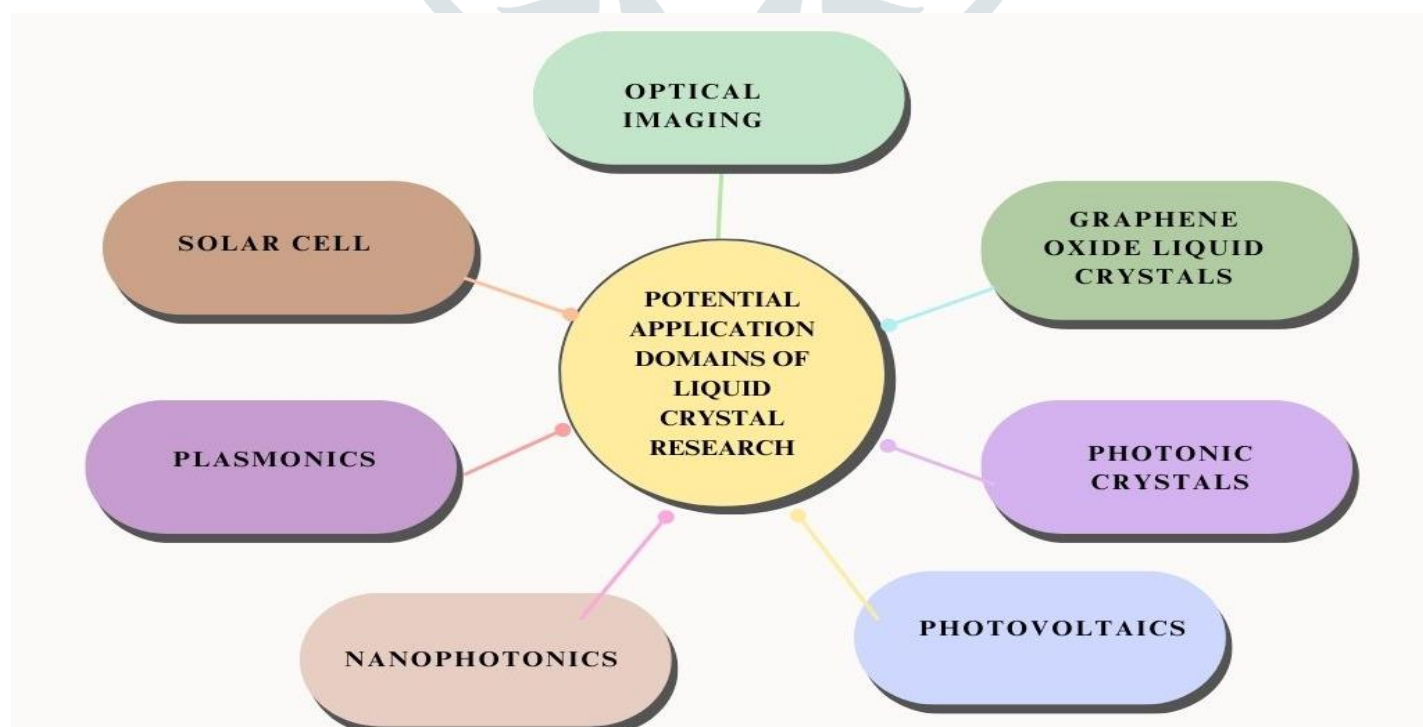 OPTICAL
IMAGING
SOLAR CELL
GRAPHENE
OXIDE LIQUID
CRYSTALS
POTENTIAL
APPLICATION
DOMAINS OF
LIQUID
CRYSTAL
RESEARCH
PLASMONICS
PHOTONIC
CRYSTALS
NANOPHOTONICS
PHOTOVOLTAICS